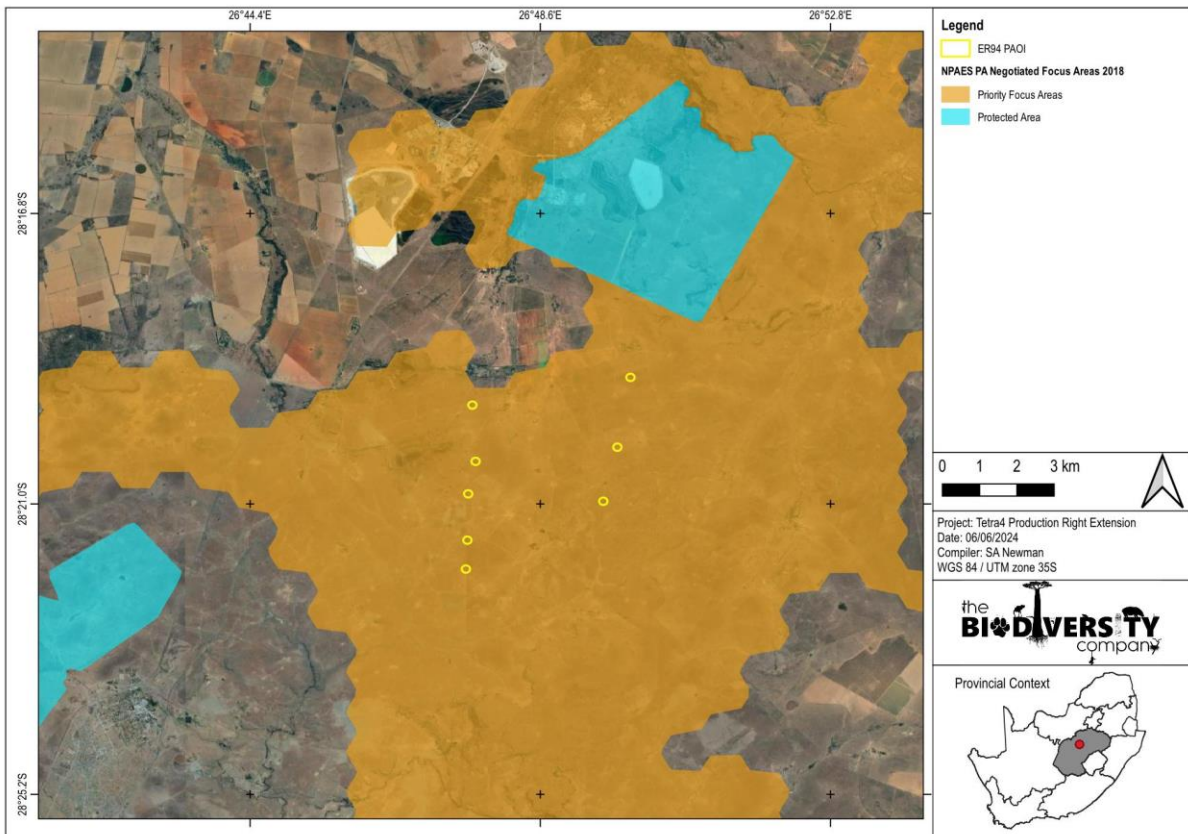 26°44.4'E
26°48.6'E
26°52.8'E
28°16.8'S
28°21.0'S
28°25.2'S
Legend
ER94 PAOI
NPAES PA Negotiated Focus Areas 2018
Priority Focus Areas
Protected Area
0 1 2 3 km
Project: Tetra4 Production Right Extension
Date: 06/06/2024
Compiler: SA Newman
WGS 84 / UTM zone 35S
the
BIODIVERSITY
company
Provincial Context